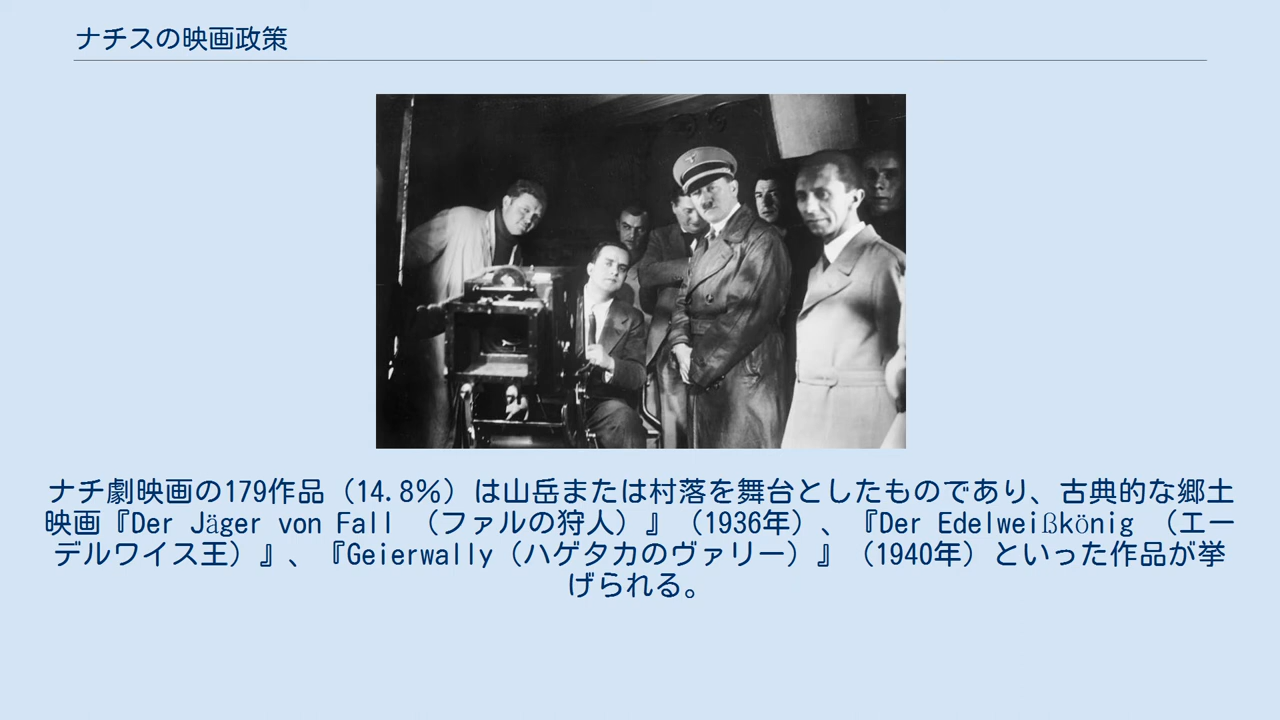 ナチスの映画政策
ナチ劇映画の179作品（14.8％）は山岳または村落を舞台としたものであり、古典的な郷土
映画『Der Jäger von Fall （ファルの狩人）』（1936年）、『Der Edelweißkönig （エー
デルワイス王）』、『Geierwally（ハゲタカのヴァリー）』（1940年）といった作品が挙
げられる。